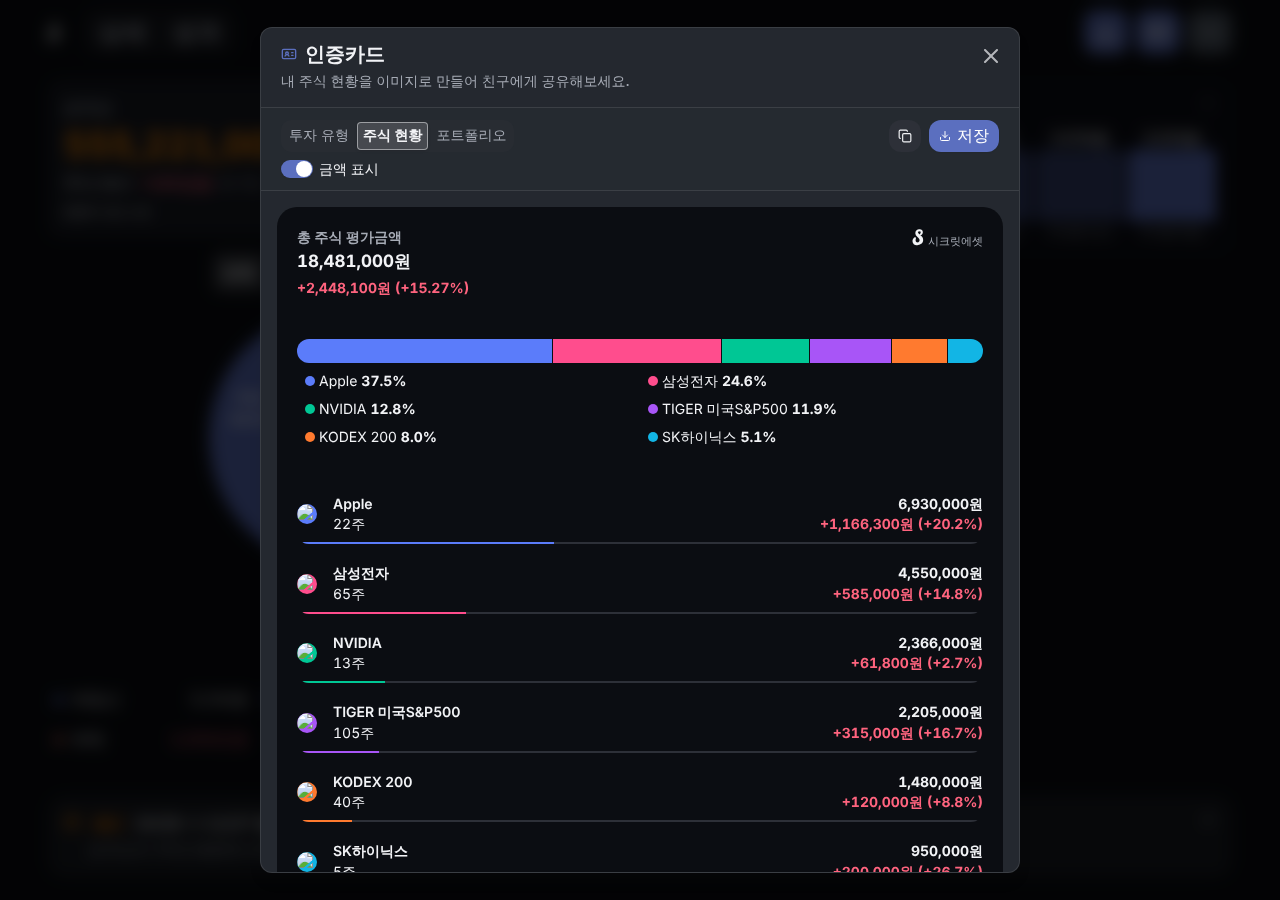 인증카드
내 주식 현황을 이미지로 만들어 친구에게 공유해보세요.
투자 유형 주식 현황 포트폴리오
저장
금액 표시
총 주식 평가금액
시크릿에셋
18,481,000원
+2,448,100원 (+15.27%)
Apple 37.5%
삼성전자 24.6%
NVIDIA 12.8%
TIGER 미국S&P500 11.9%
KODEX 200 8.0%
SK하이닉스 5.1%
Apple 6,930,000원
22주 +1,166,300원 (+20.2%)
삼성전자 4,550,000원
65주 +585,000원 (+14.8%)
NVIDIA 2,366,000원
13주 +61,800원 (+2.7%)
TIGER 미국S&P500 2,205,000원
105주 +315,000원 (+16.7%)
KODEX 200 1,480,000원
40주 +120,000원 (+8.8%)
SK하이닉스 950,000원
5주 +200,000원 (+26.7%)